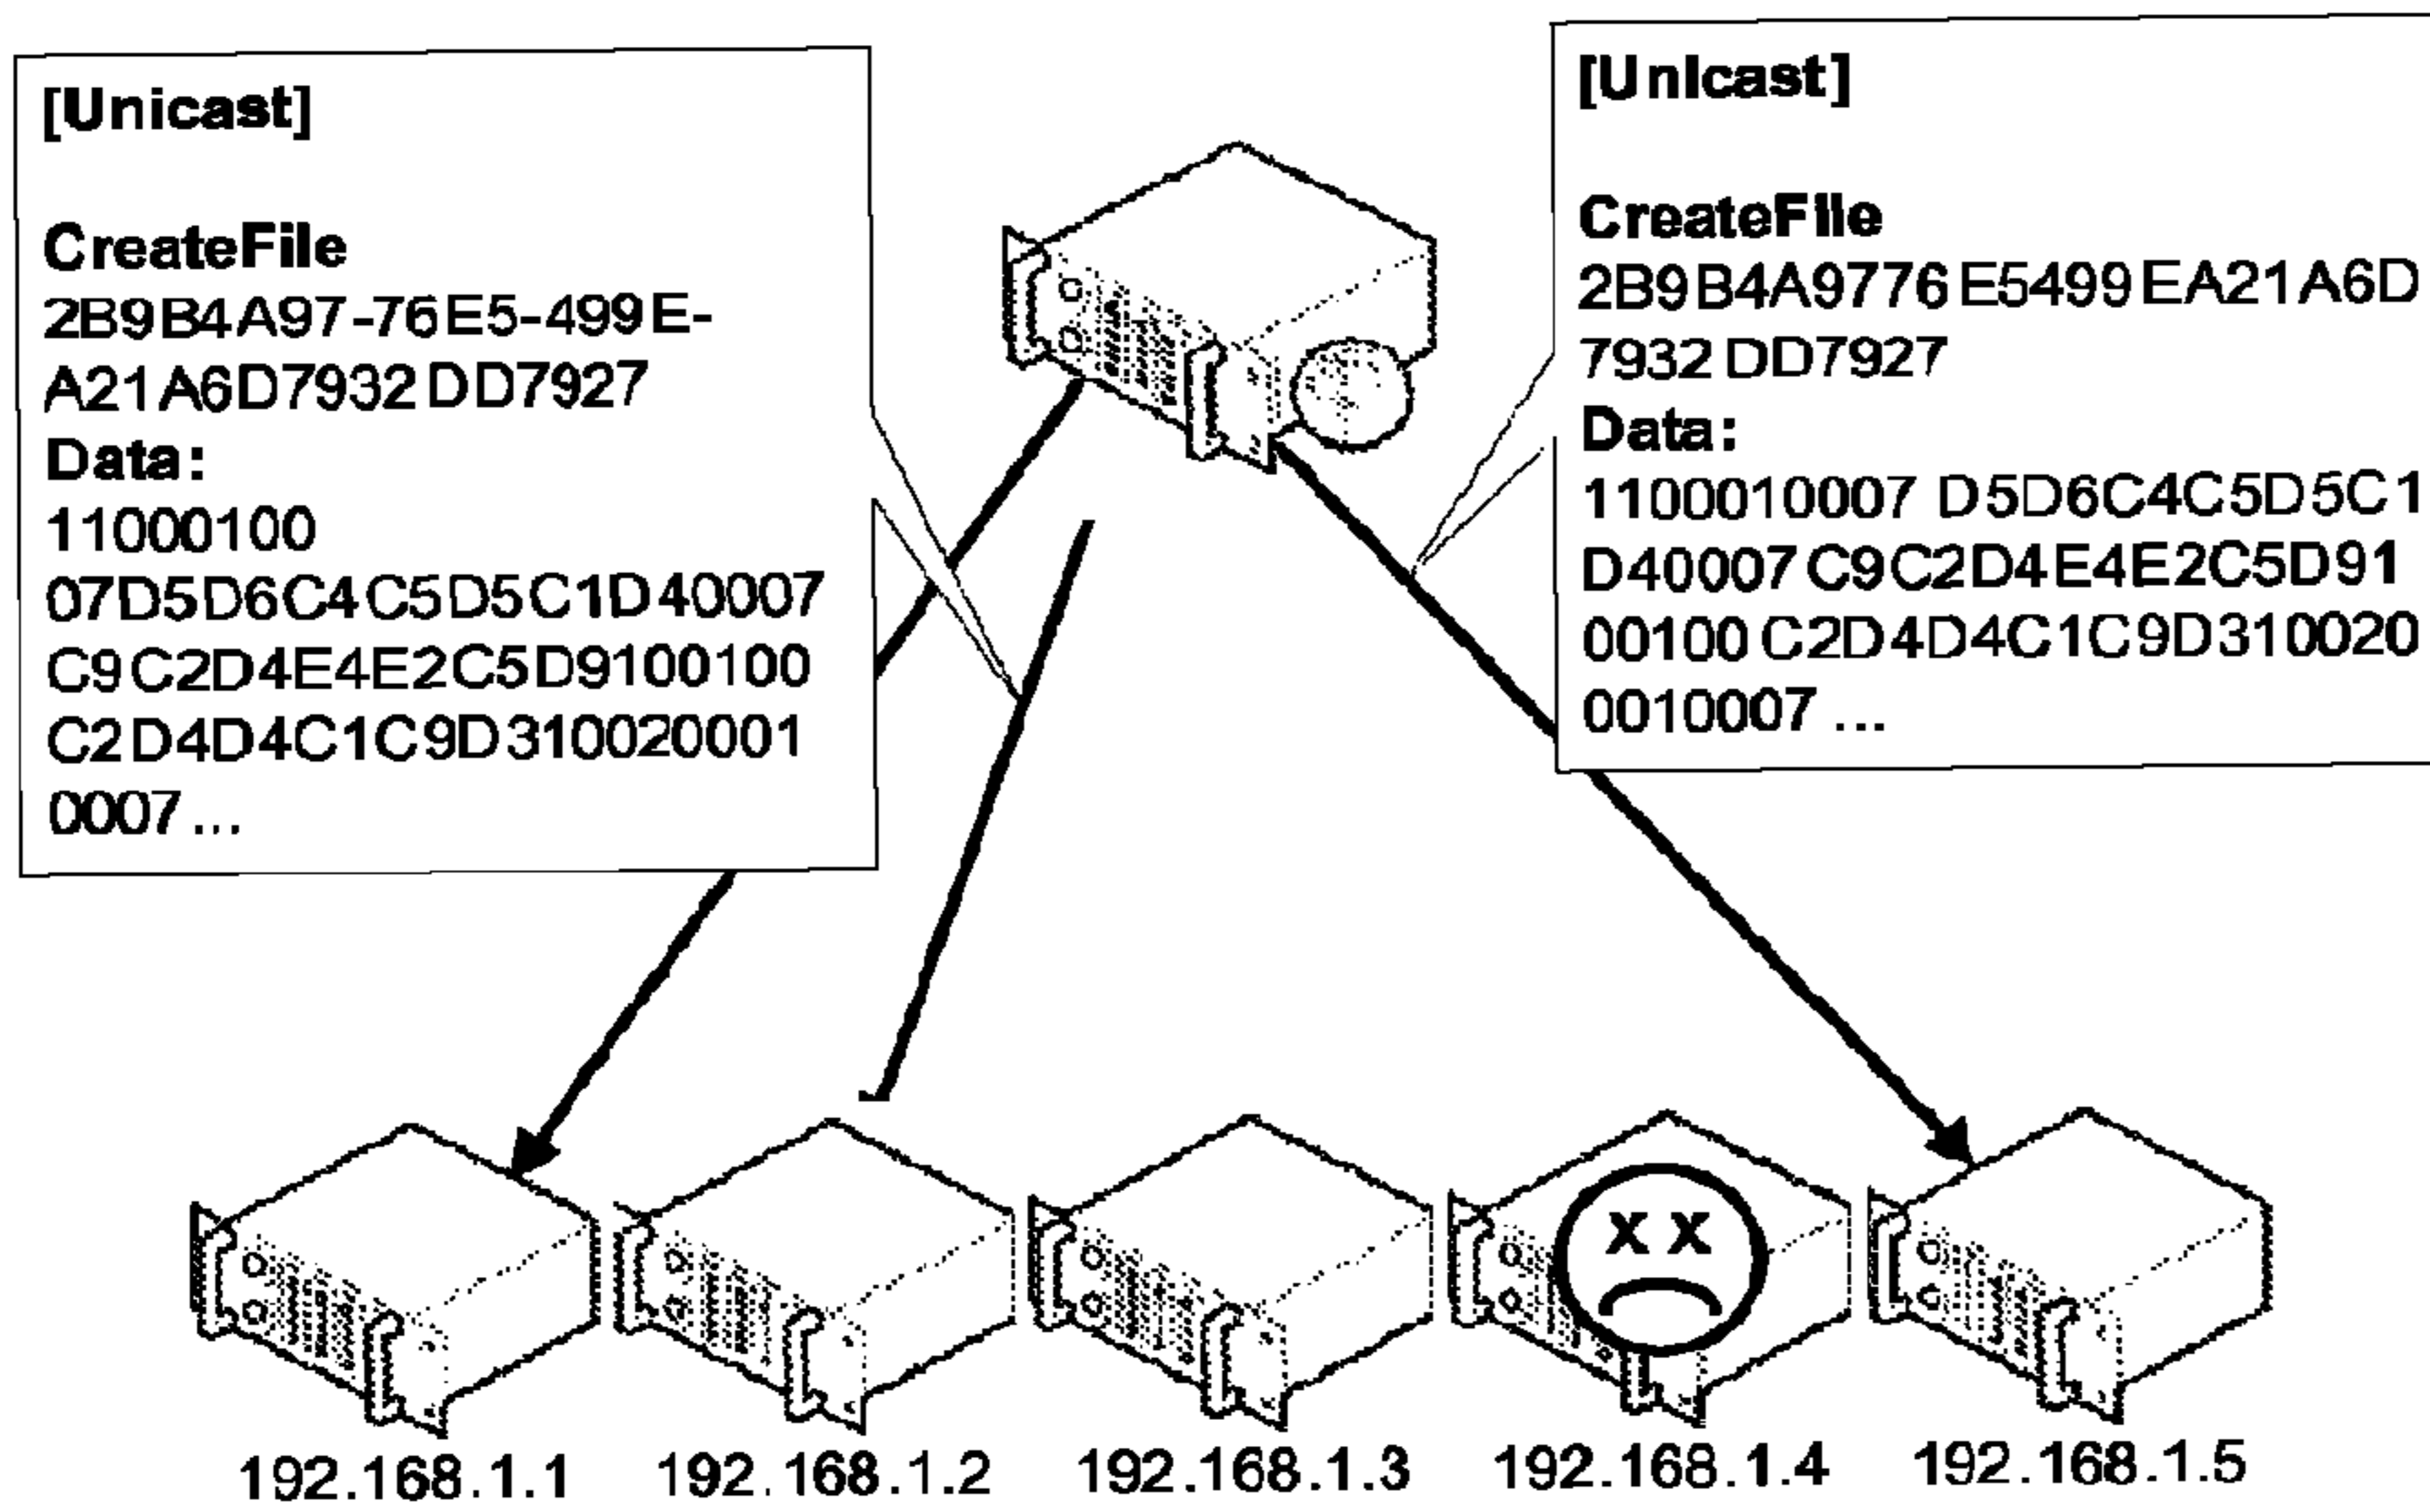 [Unicast]
CreateFile
2B9B4A97-76E5-499E-
A21A6D7932DD7927
Data:
11000100
07D5D6C4C5D5C1D40007
C9C2D4E4E2C5D9100100
C2D4D4C1C9D310020001
0007...
[Unicast]
CreateFile
2B9B4A9776E5499EA21A6D
7932DD7927
Data:
1100010007D5D6C4C5D5C1
D40007C9C2D4E4E2C5D91
00100C2D4D4C1C9D310020
0010007...
x x
192.168.1.1 192.168.1.2 192.168.1.3 192.168.1.4 192.168.1.5